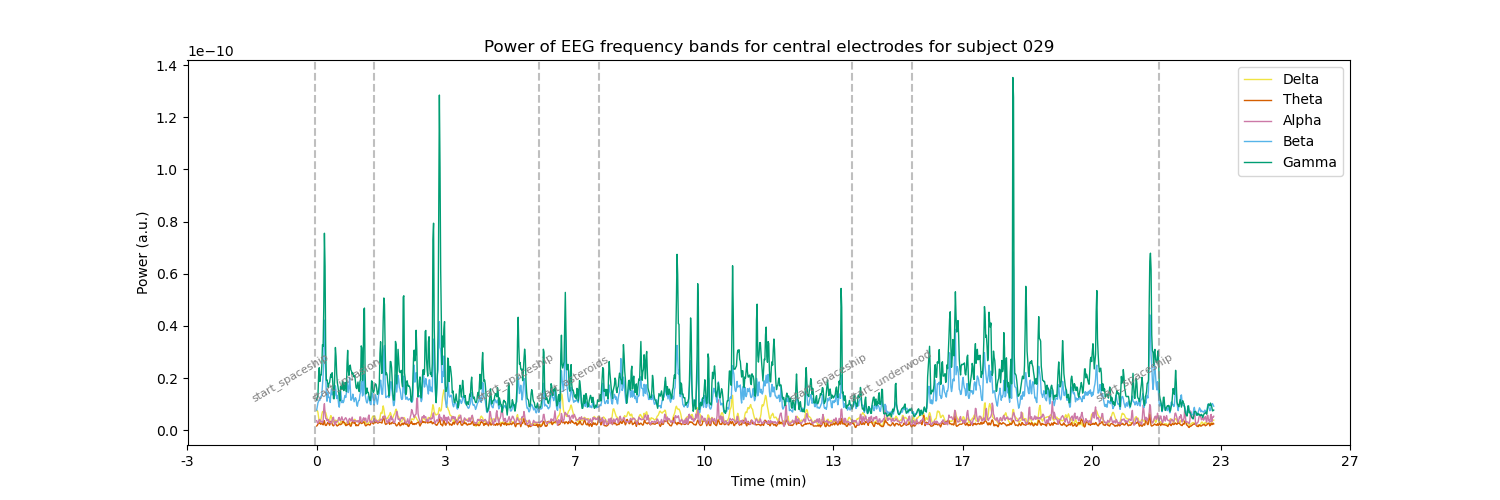 Power of EEG frequency bands for central electrodes for subject 029
1e−10
1.4
1.2
1.0
0.8
0.6
0.4
0.2
0.0
Power (a.u.)
Delta
Theta
Alpha
Beta
Gamma
start_spaceship
start_spaceship
start_spaceship
start_underwood
start_spaceship
-3
0
3
7
10
13
17
20
23
27
Time (min)